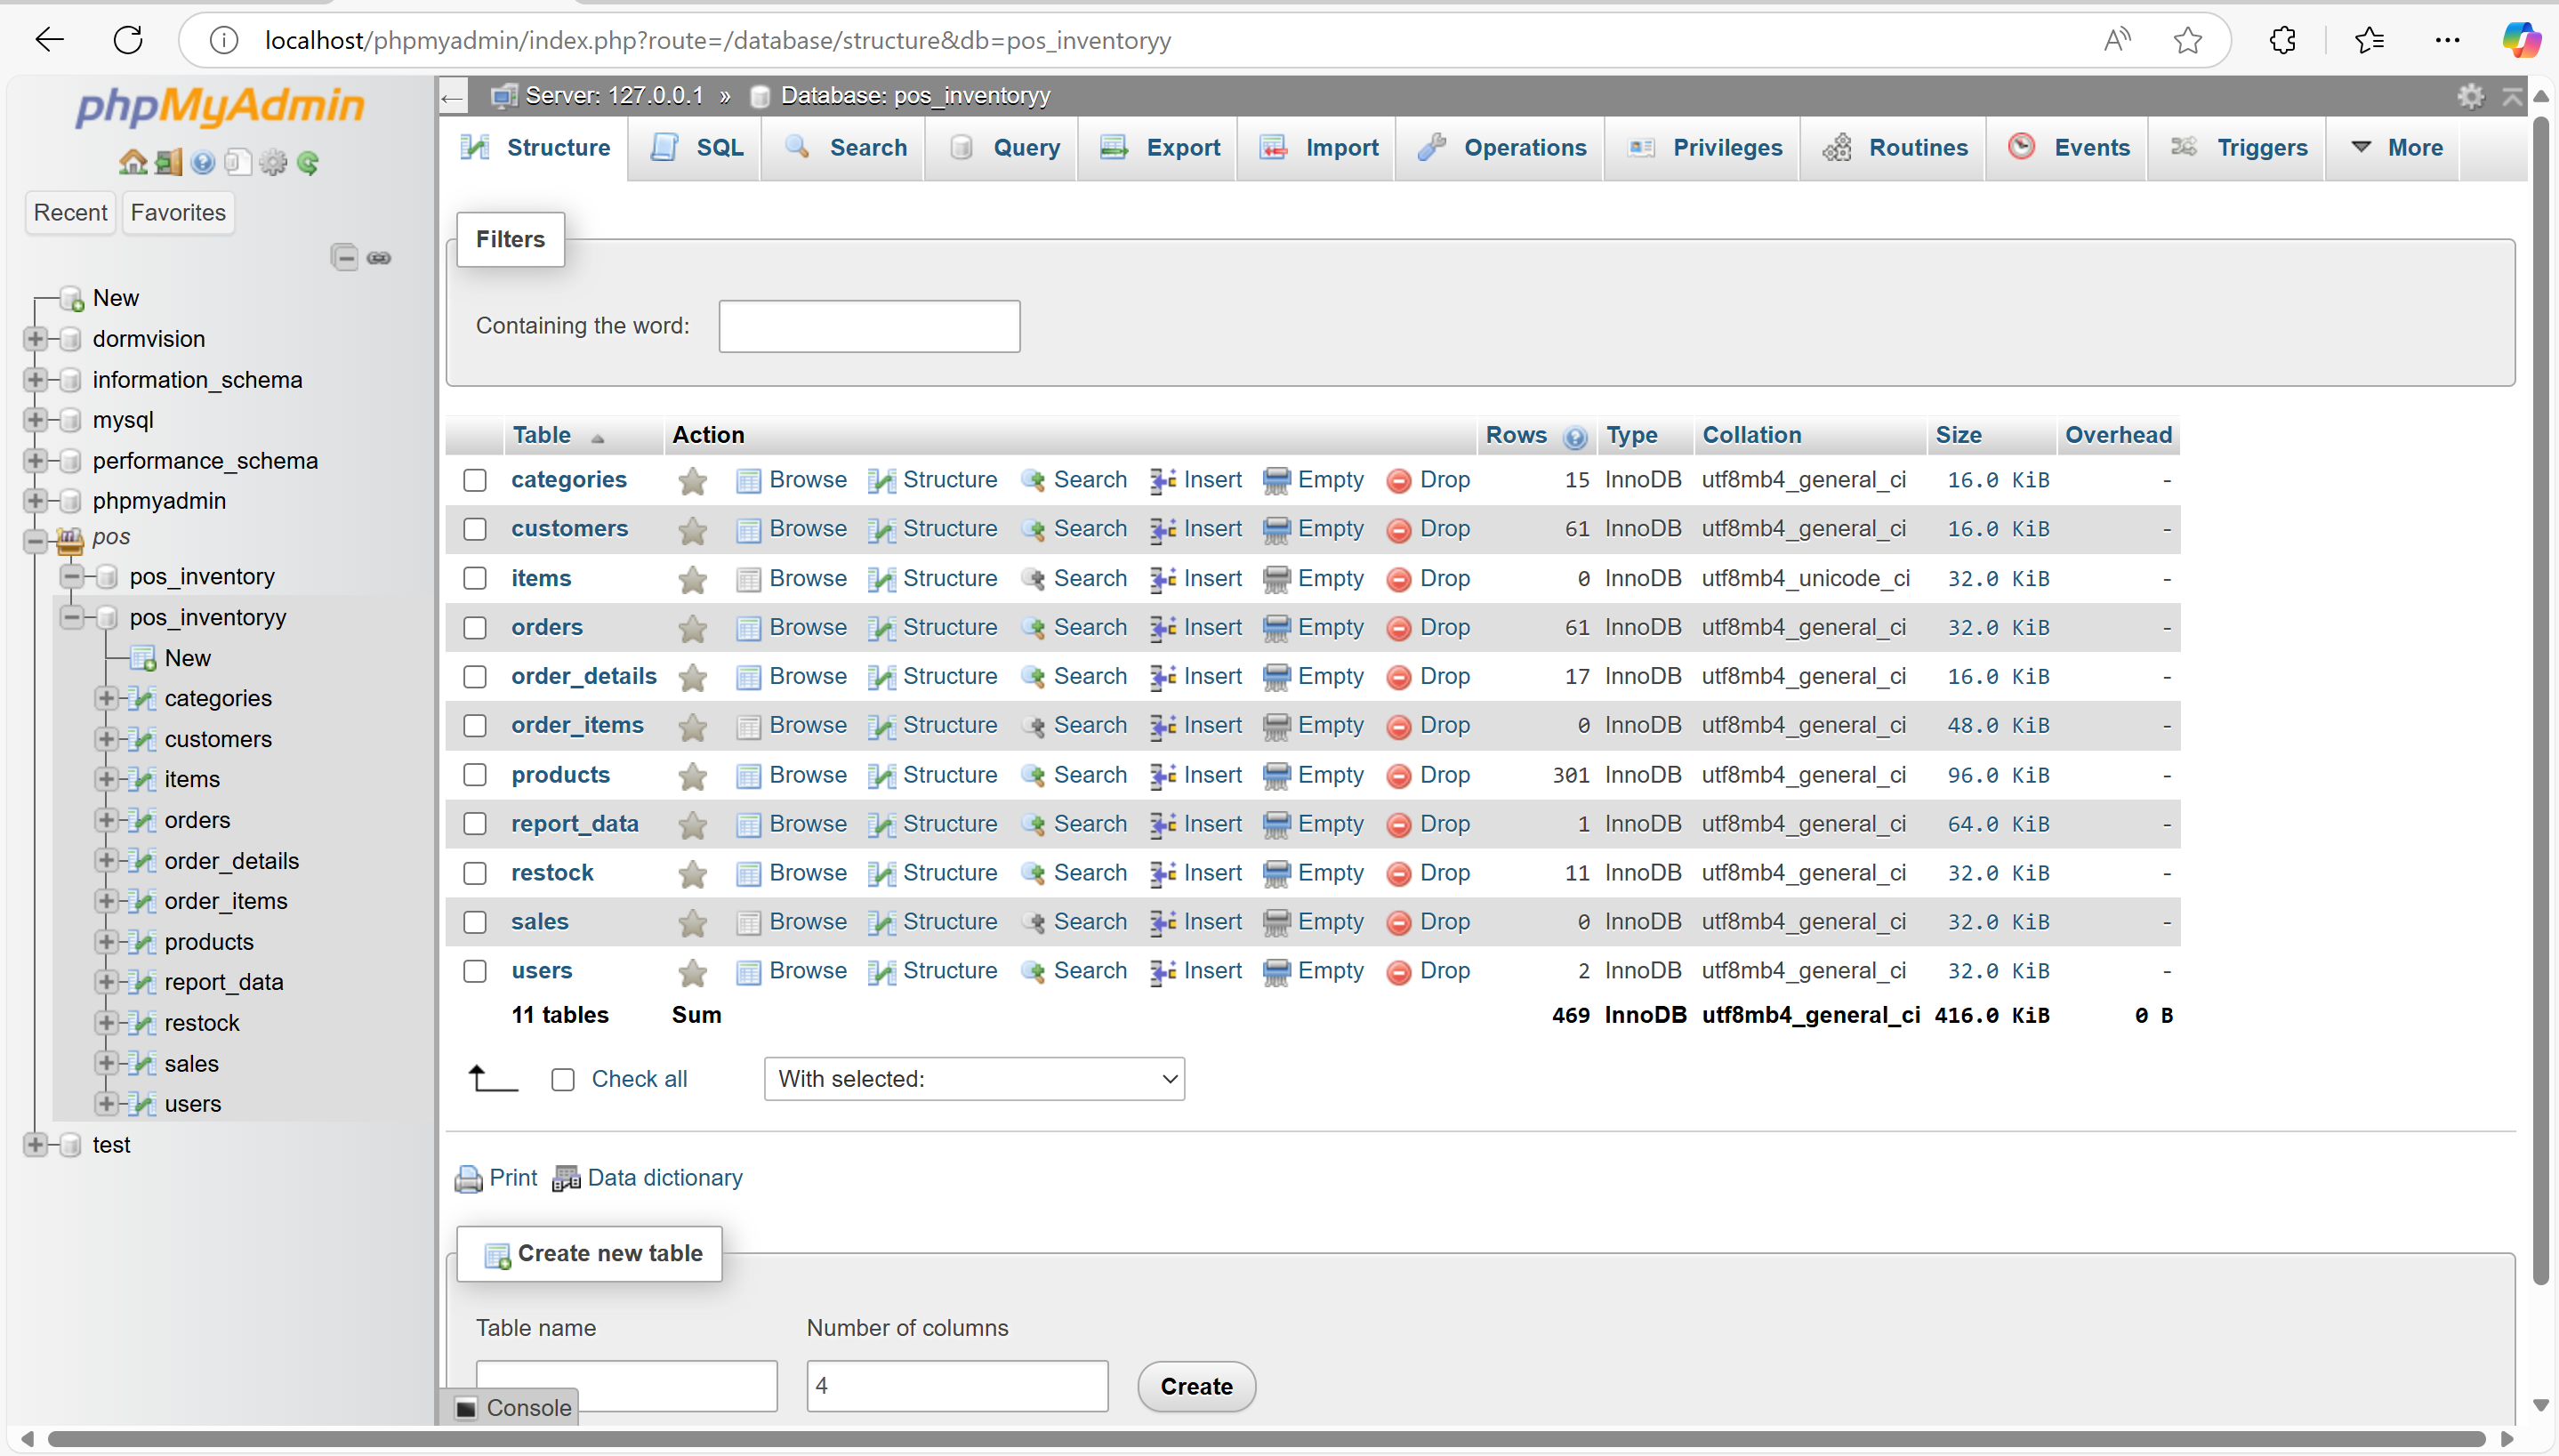 localhost/phpmyadmin/index.php?route=/database/structure&db=pos_inventoryy
phpMyAdmin
Recent Favorites
New
dormvision
information_schema
mysql
performance_schema
phpmyadmin
pos
pos_inventory
pos_inventoryy
New
categories
customers
items
orders
order_details
order_items
products
report_data
restock
sales
users
test
Server: 127.0.0.1 » Database: pos_inventoryy
Structure SQL Search Query Export Import Operations Privileges Routines Events Triggers More
Filters
Containing the word:
Table Action Rows Type Collation Size Overhead
categories Browse Structure Search Insert Empty Drop 15 InnoDB utf8mb4_general_ci 16.0 KiB -
customers Browse Structure Search Insert Empty Drop 61 InnoDB utf8mb4_general_ci 16.0 KiB -
items Browse Structure Search Insert Empty Drop 0 InnoDB utf8mb4_unicode_ci 32.0 KiB -
orders Browse Structure Search Insert Empty Drop 61 InnoDB utf8mb4_general_ci 32.0 KiB -
order_details Browse Structure Search Insert Empty Drop 17 InnoDB utf8mb4_general_ci 16.0 KiB -
order_items Browse Structure Search Insert Empty Drop 0 InnoDB utf8mb4_general_ci 48.0 KiB -
products Browse Structure Search Insert Empty Drop 301 InnoDB utf8mb4_general_ci 96.0 KiB -
report_data Browse Structure Search Insert Empty Drop 1 InnoDB utf8mb4_general_ci 64.0 KiB -
restock Browse Structure Search Insert Empty Drop 11 InnoDB utf8mb4_general_ci 32.0 KiB -
sales Browse Structure Search Insert Empty Drop 0 InnoDB utf8mb4_general_ci 32.0 KiB -
users Browse Structure Search Insert Empty Drop 2 InnoDB utf8mb4_general_ci 32.0 KiB -
11 tables Sum 469 InnoDB utf8mb4_general_ci 416.0 KiB 0 B
Check all With selected:
Print Data dictionary
Create new table
Table name Number of columns
4 Create
Console